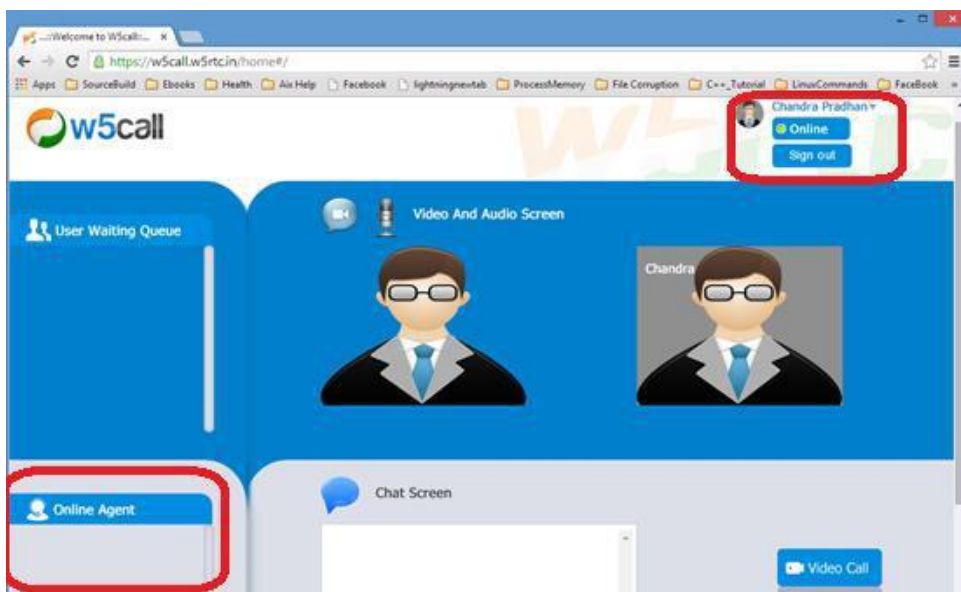 ...::Welcome to W5call::...
https://w5call.w5rtc.in/home#/
Apps SourceBuild Ebooks Health Aix Help Facebook lightningnewtab ProcessMemory File Corruption C++_Tutorial LinuxCommands FaceBook »
w5call
Chandra Pradhan
Online
Sign out
User Waiting Queue
Video And Audio Screen
Chandra
Online Agent
Chat Screen
Video Call